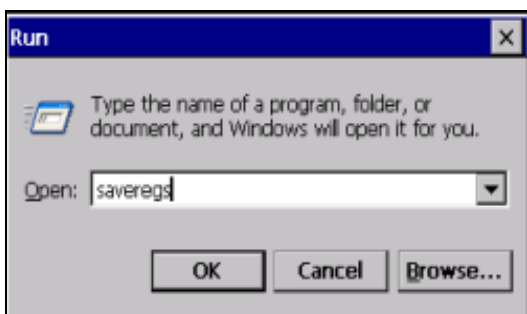 Run
Type the name of a program, folder, or
document, and Windows will open it for you.
Open: saveregs
OK Cancel Browse...